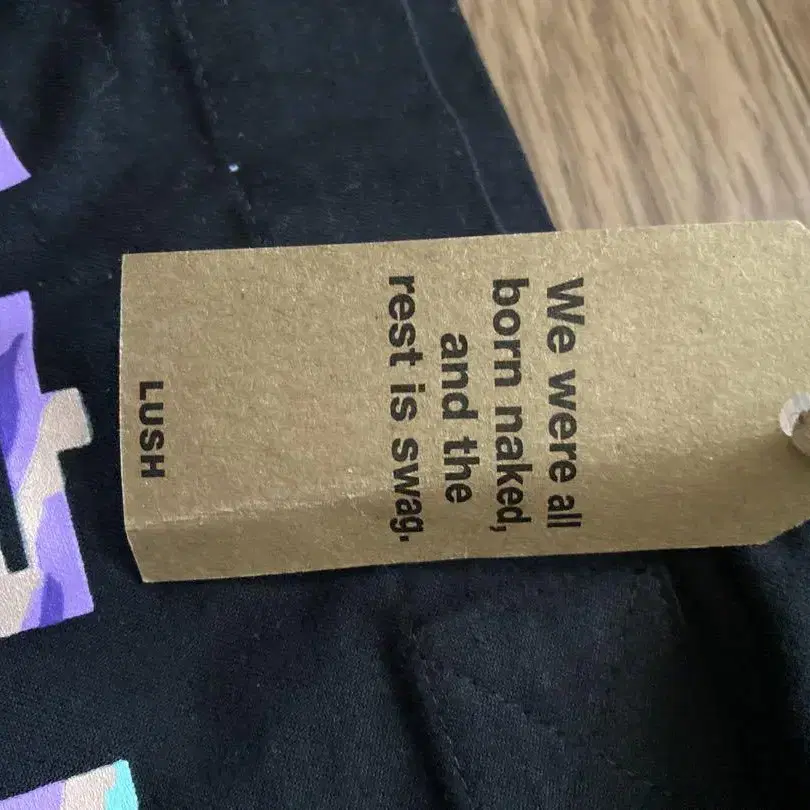 We were all
born naked,
and the
rest is swag.
LUSH